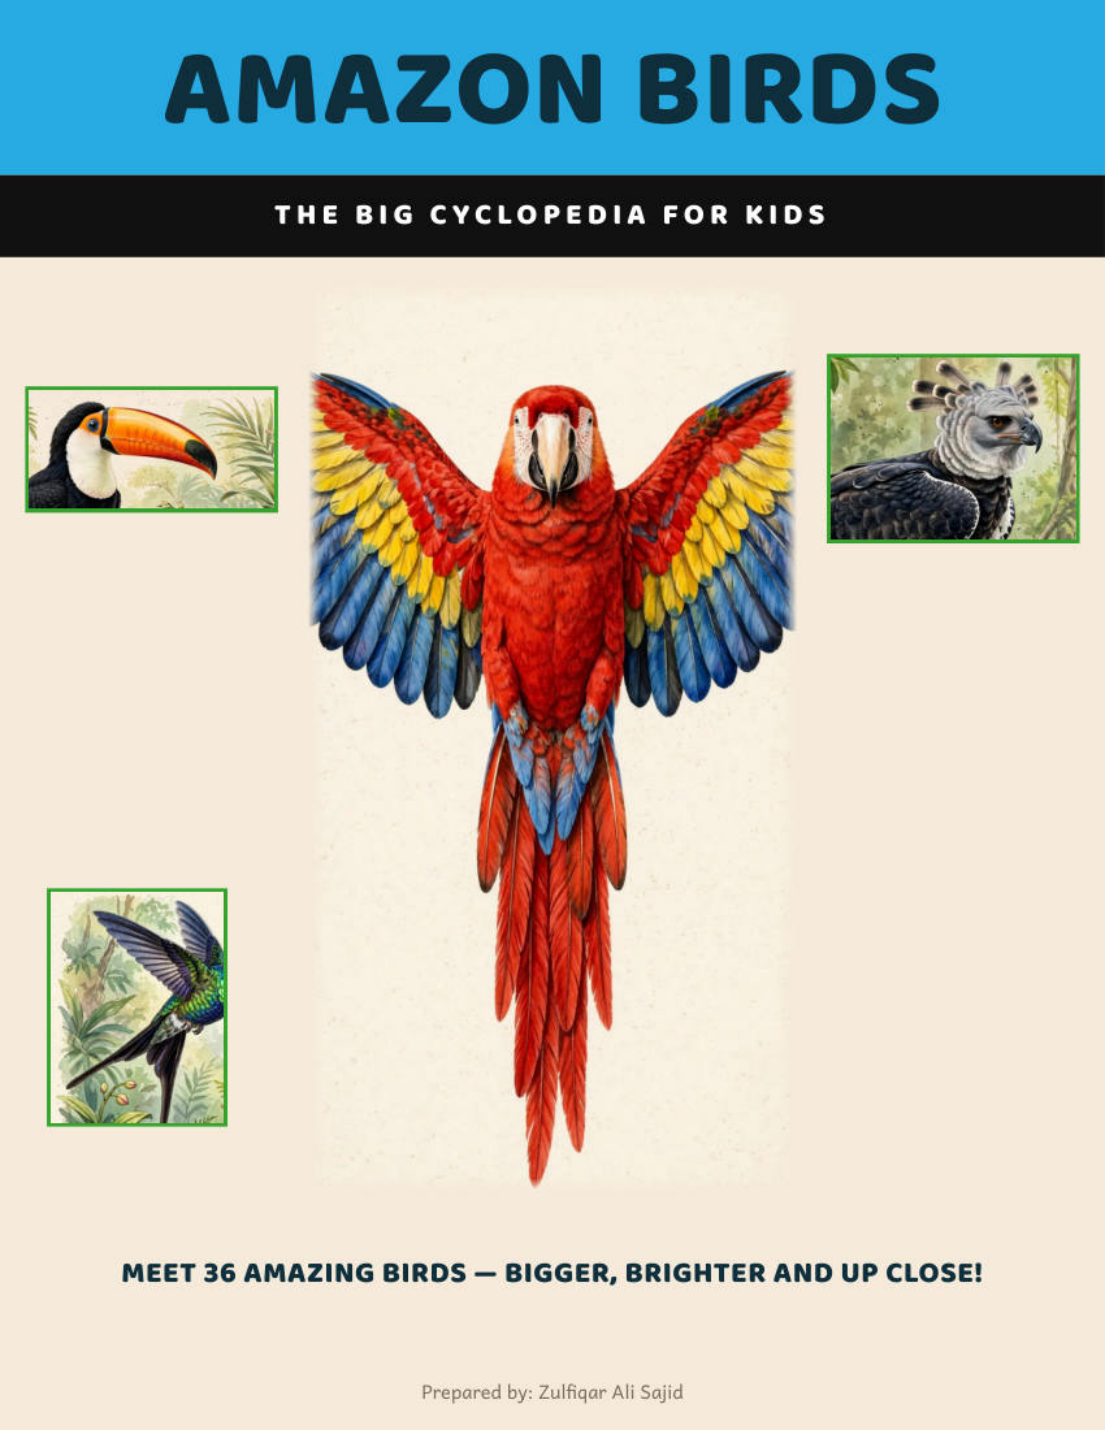 AMAZON BIRDS
THE BIG CYCLOPEDIA FOR KIDS
MEET 36 AMAZING BIRDS — BIGGER, BRIGHTER AND UP CLOSE!
Prepared by: Zulfiqar Ali Sajid